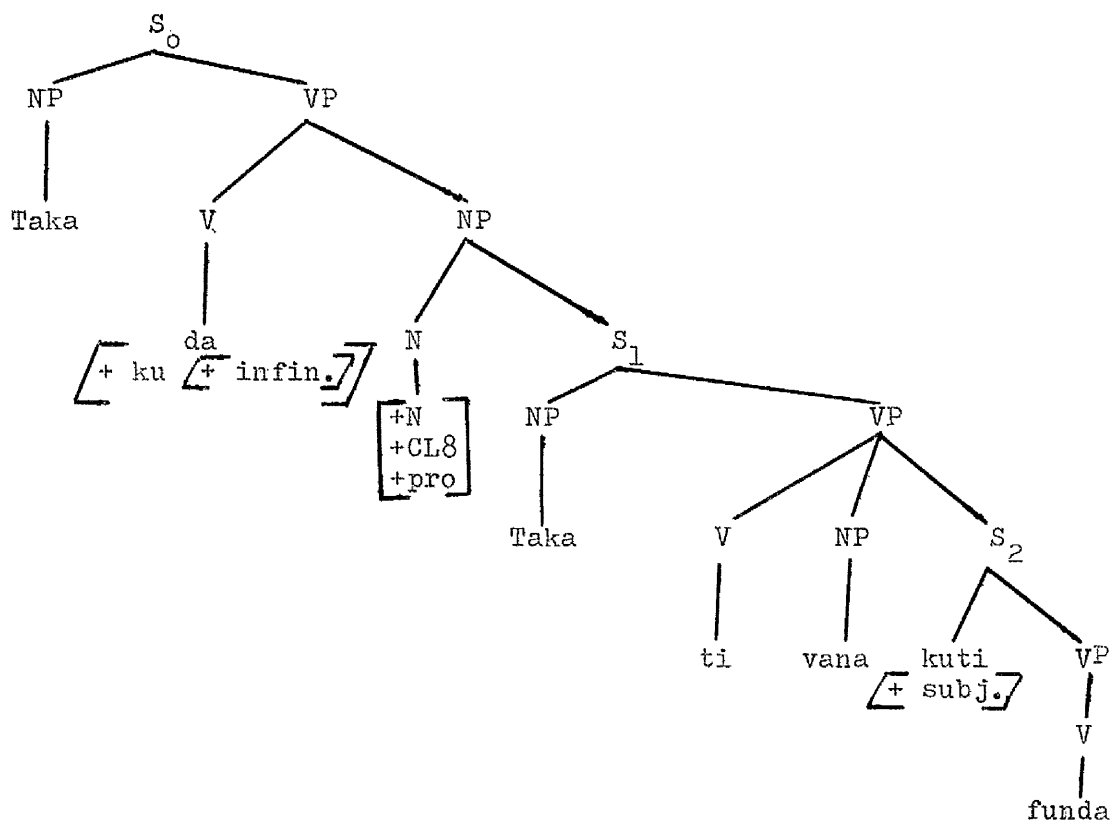 S₀
NP VP
Taka V NP
da N S₁
[+ ku [+ infin.]]
[+N NP VP
+CL8
+pro]
Taka V NP S₂
ti vana kuti VP
[+ subj.]
V
funda